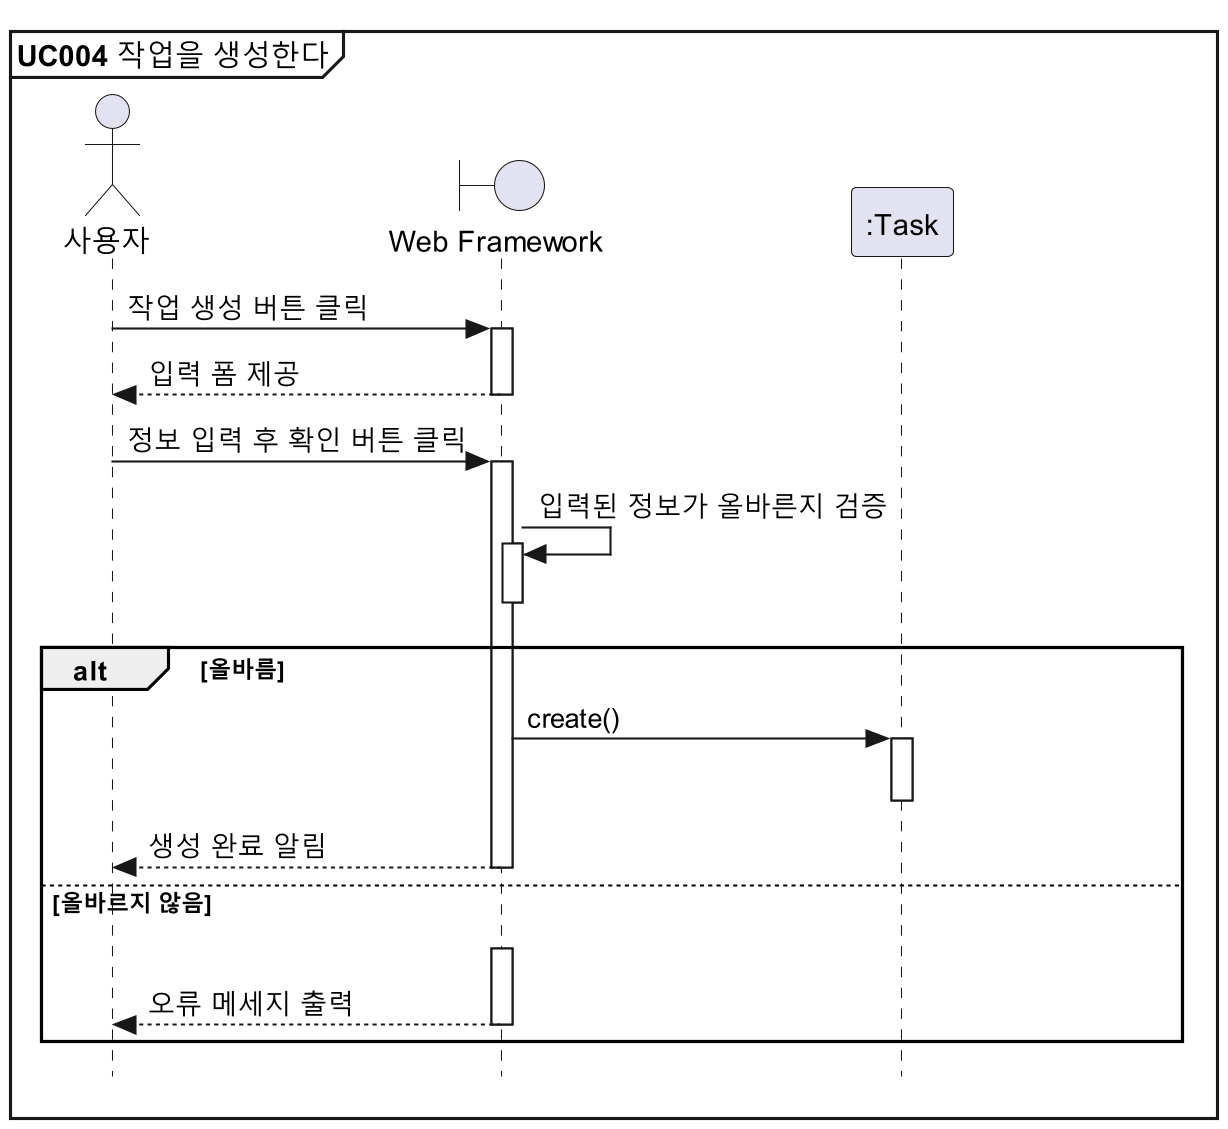 UC004 작업을 생성한다
사용자
Web Framework
:Task
작업 생성 버튼 클릭
입력 폼 제공
정보 입력 후 확인 버튼 클릭
입력된 정보가 올바른지 검증
alt
[올바름]
create()
생성 완료 알림
[올바르지 않음]
오류 메세지 출력